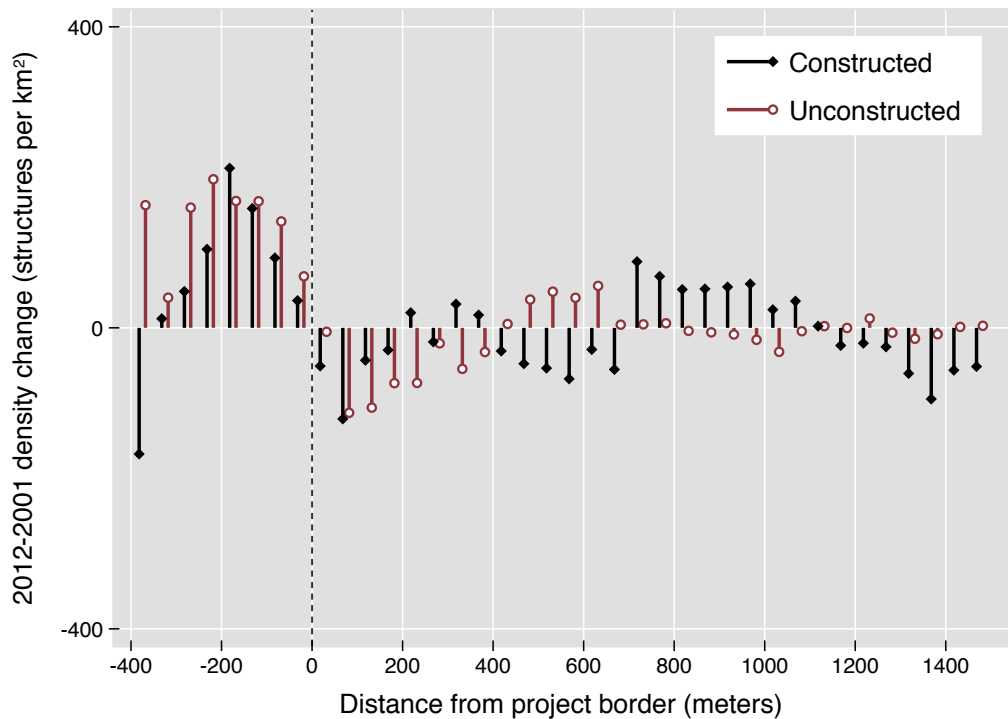 2012-2001 density change (structures per km²)
400
0
-400
Constructed
Unconstructed
-400 -200 0 200 400 600 800 1000 1200 1400
Distance from project border (meters)